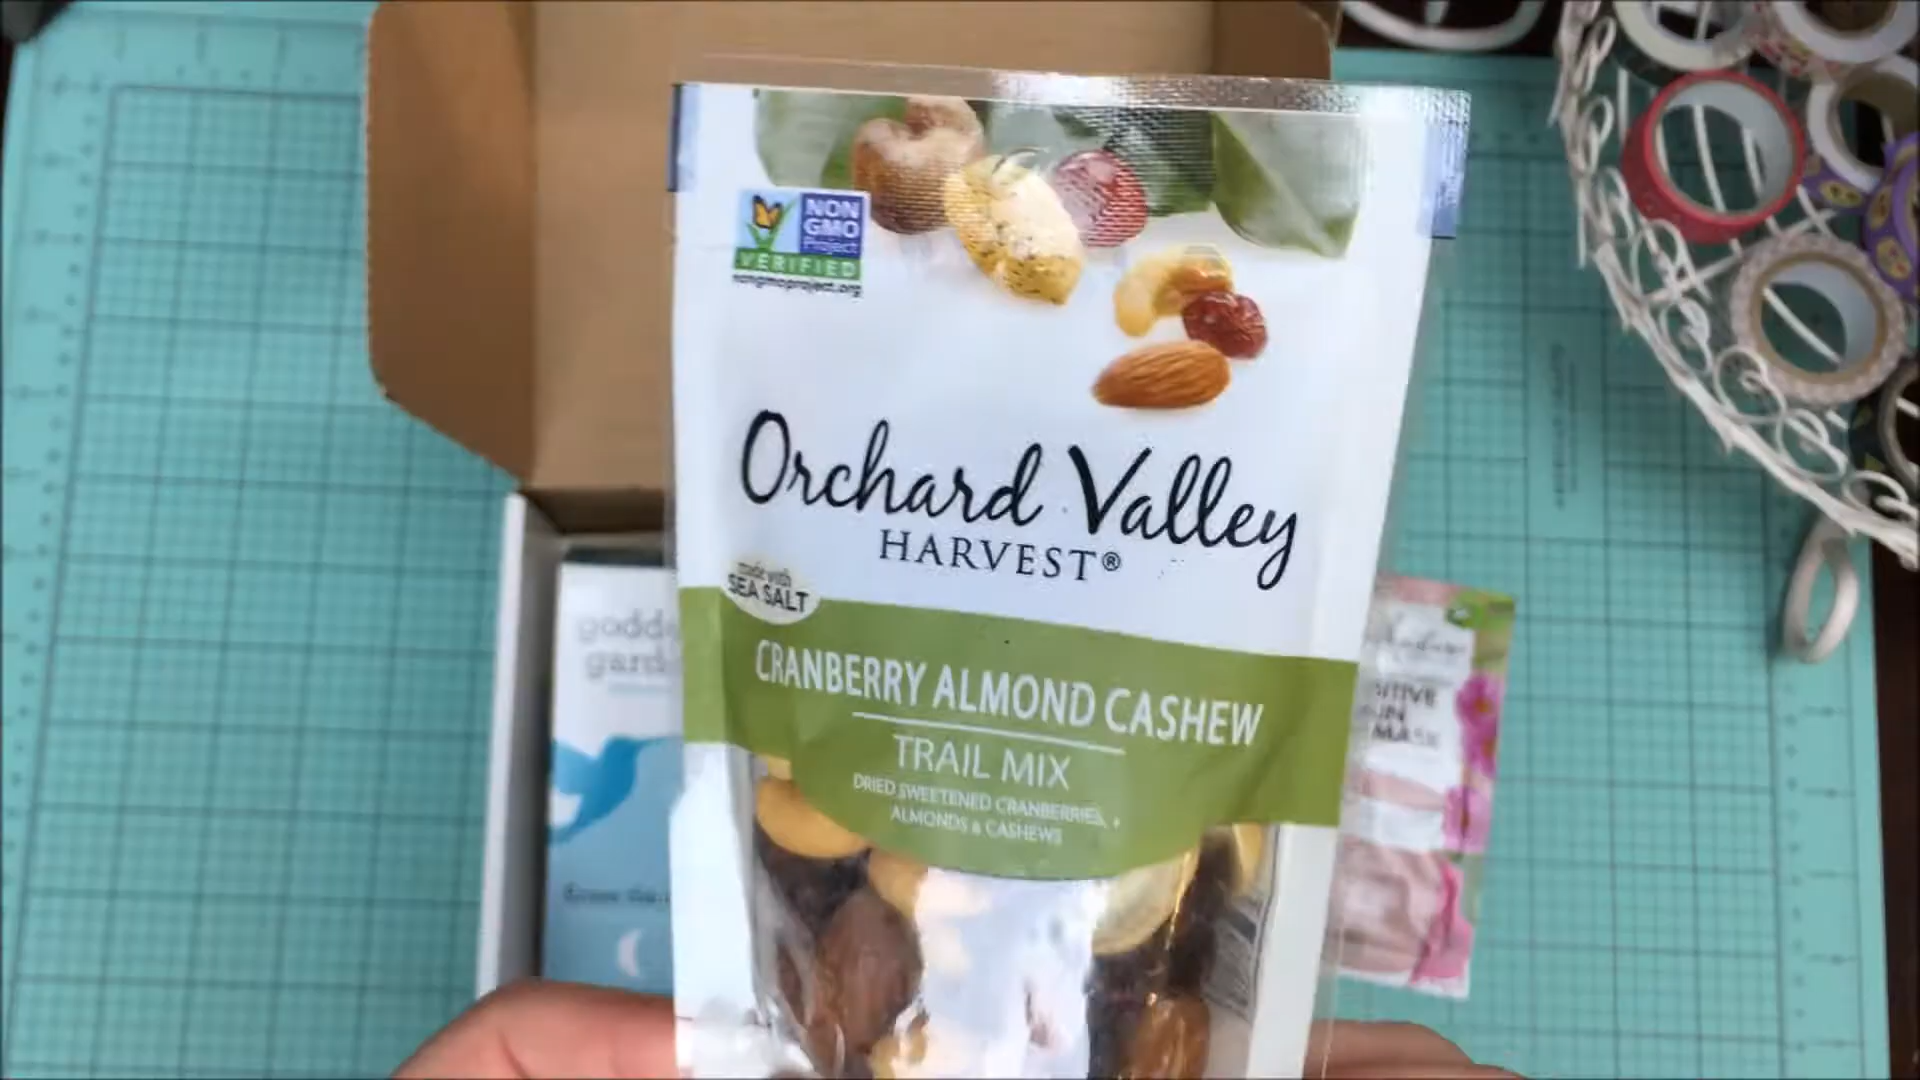 NON
GMO
Project
VERIFIED
nongmoproject.org
Orchard Valley
HARVEST®
made with
SEA SALT
CRANBERRY ALMOND CASHEW
TRAIL MIX
DRIED SWEETENED CRANBERRIES,
ALMONDS & CASHEWS
MASK